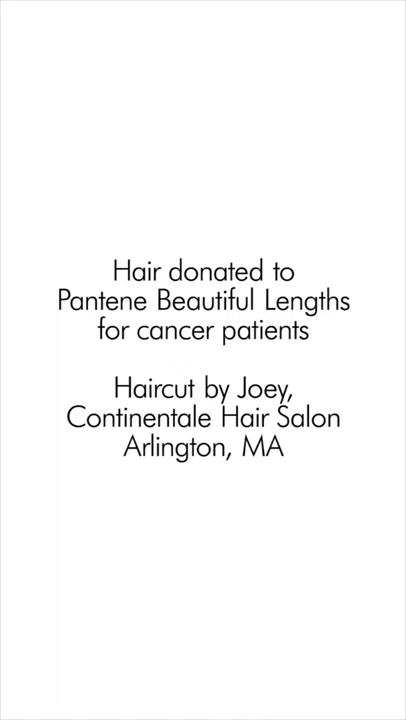 Hair donated to
Pantene Beautiful Lengths
for cancer patients
Haircut by Joey,
Continentale Hair Salon
Arlington, MA